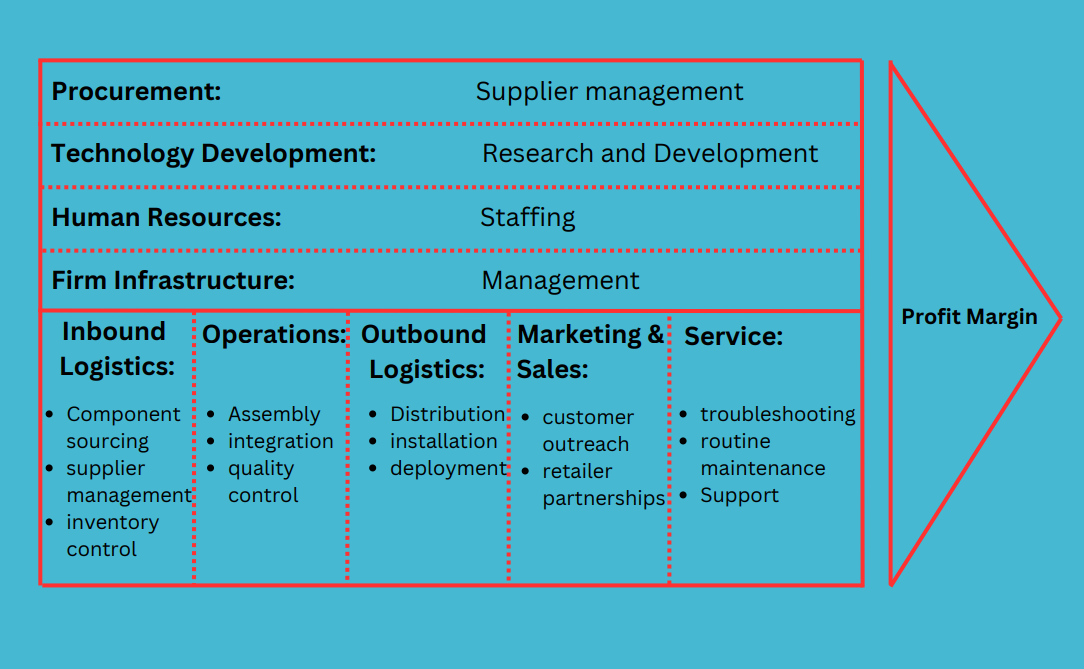 Procurement: Supplier management
Technology Development: Research and Development
Human Resources: Staffing
Firm Infrastructure: Management
Inbound
Logistics:
• Component
sourcing
• supplier
management
• inventory
control
Operations:
• Assembly
• integration
• quality
control
Outbound
Logistics:
• Distribution
• installation
• deployment
Marketing &
Sales:
• customer
outreach
• retailer
partnerships
Service:
• troubleshooting
• routine
maintenance
• Support
Profit Margin